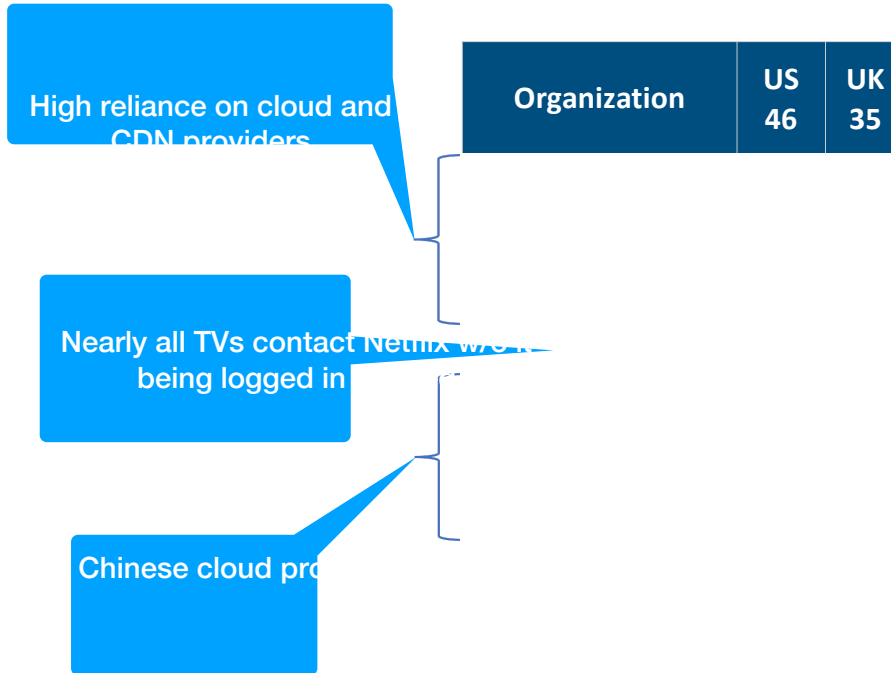 High reliance on cloud and
CDN providers
Organization
US
46
UK
35
Nearly all TVs contact Netflix w/o it
being logged in
Chinese cloud